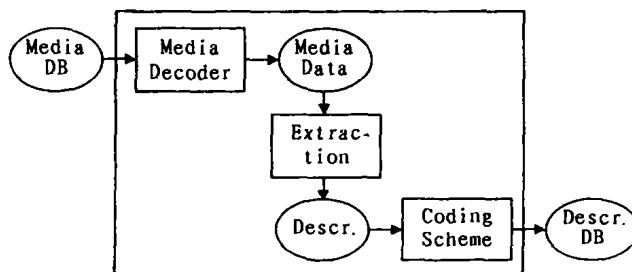 Media
DB
Media
Decoder
Media
Data
Extrac-
tion
Descr.
Coding
Scheme
Descr.
DB